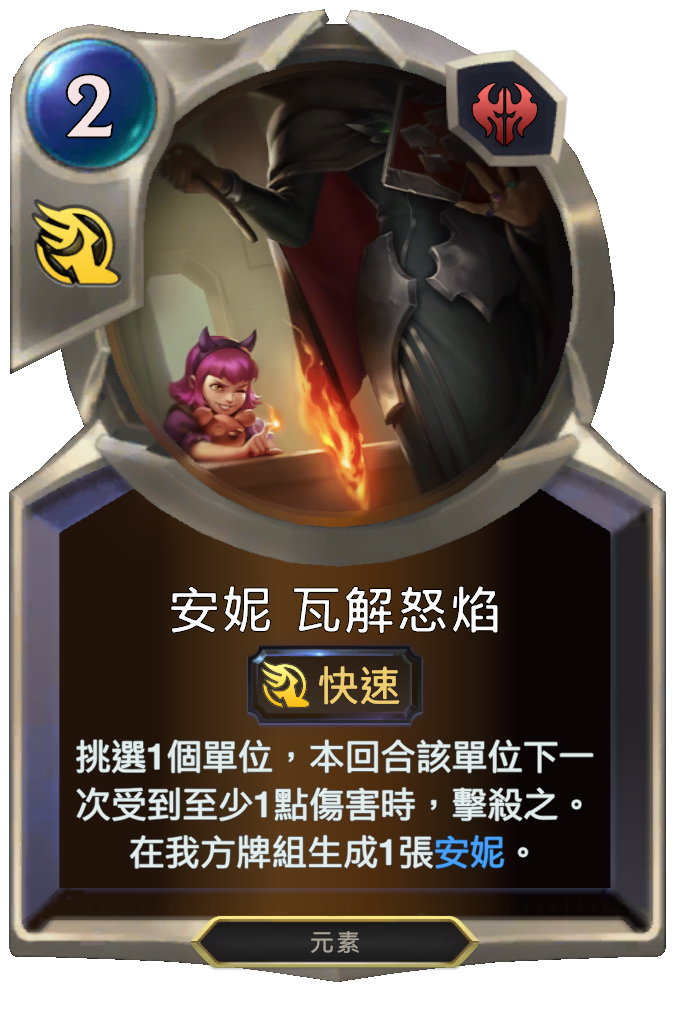 2
安妮 瓦解怒焰
快速
挑選1個單位，本回合該單位下一
次受到至少1點傷害時，擊殺之。
在我方牌組生成1張安妮。
元素